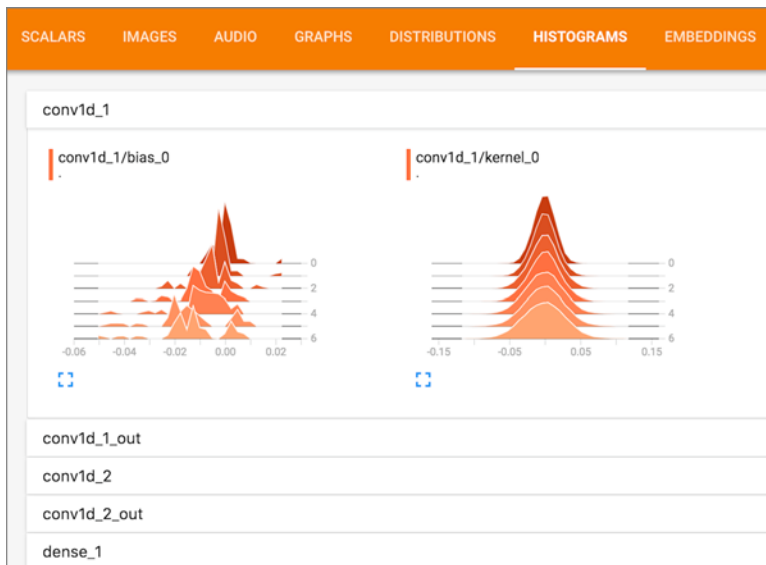 SCALARS IMAGES AUDIO GRAPHS DISTRIBUTIONS HISTOGRAMS EMBEDDINGS
conv1d_1
conv1d_1/bias_0 conv1d_1/kernel_0
. .
0 0
2 2
4 4
6 6
-0.06 -0.04 -0.02 0.00 0.02 -0.15 -0.05 0.05 0.15
conv1d_1_out
conv1d_2
conv1d_2_out
dense_1